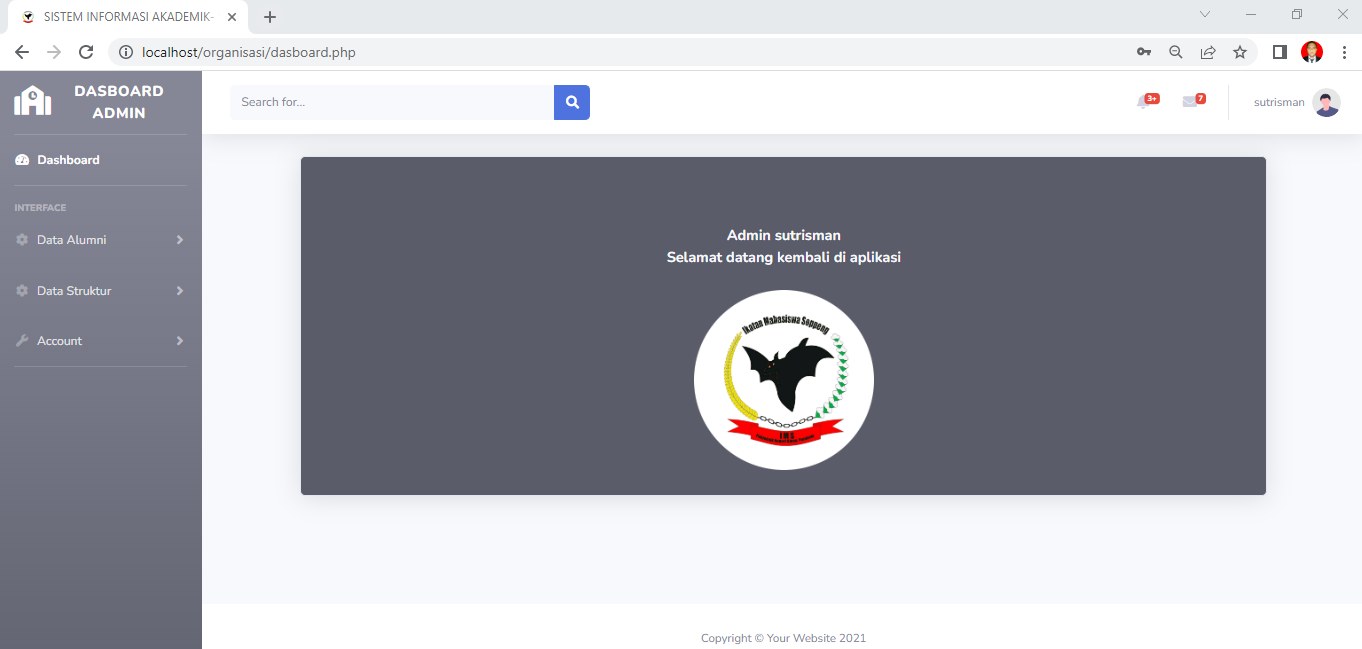 SISTEM INFORMASI AKADEMIK-
localhost/organisasi/dasboard.php
DASBOARD
ADMIN
Search for...
3+
7
sutrisman
Dashboard
INTERFACE
Data Alumni
Data Struktur
Account
Admin sutrisman
Selamat datang kembali di aplikasi
Ikatan Mahasiswa Soppeng
IMS
Copyright © Your Website 2021